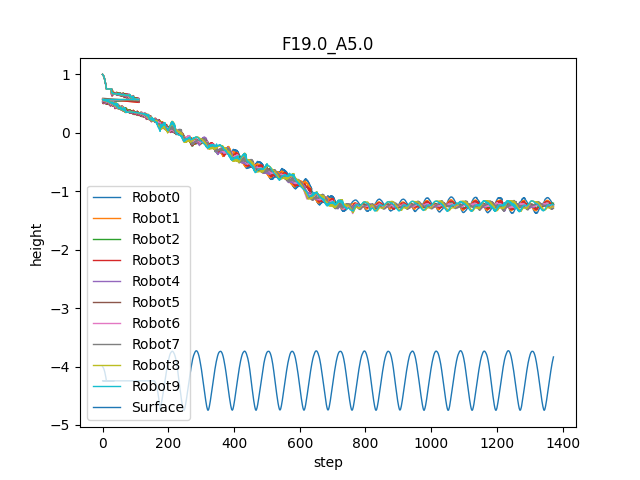 F19.0_A5.0
height
1
0
−1
−2
−3
−4
−5
Robot0
Robot1
Robot2
Robot3
Robot4
Robot5
Robot6
Robot7
Robot8
Robot9
Surface
0 200 400 600 800 1000 1200 1400
step